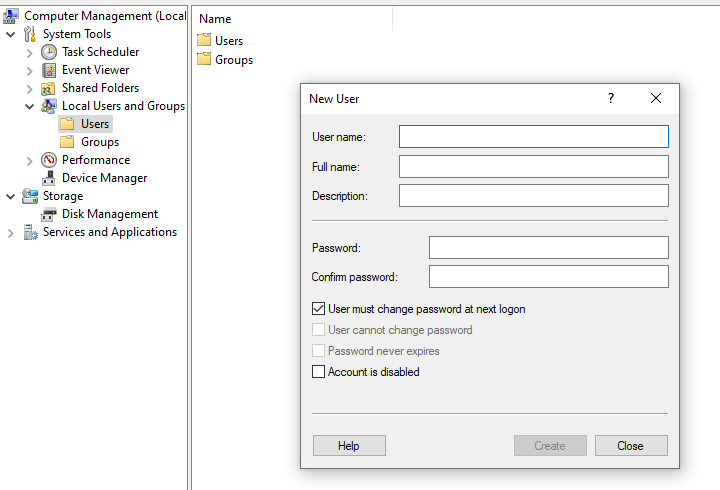 Computer Management (Local
System Tools
Task Scheduler
Event Viewer
Shared Folders
Local Users and Groups
Users
Groups
Performance
Device Manager
Storage
Disk Management
Services and Applications
Name
Users
Groups
New User
?
User name:
Full name:
Description:
Password:
Confirm password:
User must change password at next logon
User cannot change password
Password never expires
Account is disabled
Help
Create
Close